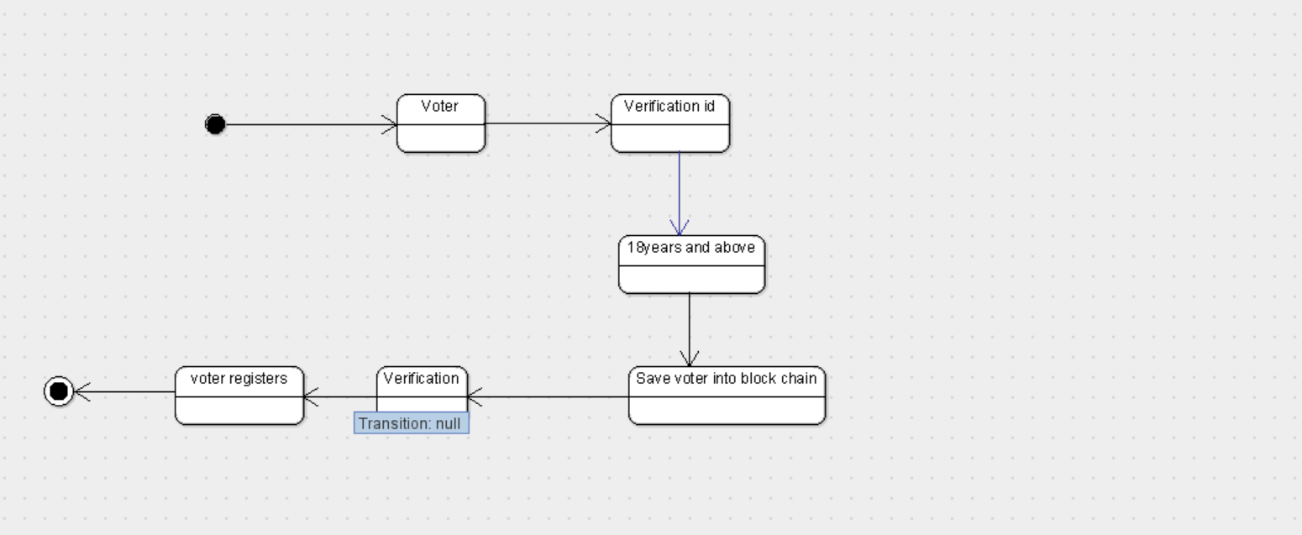 Voter
Verification id
18years and above
Save voter into block chain
Verification
voter registers
Transition: null